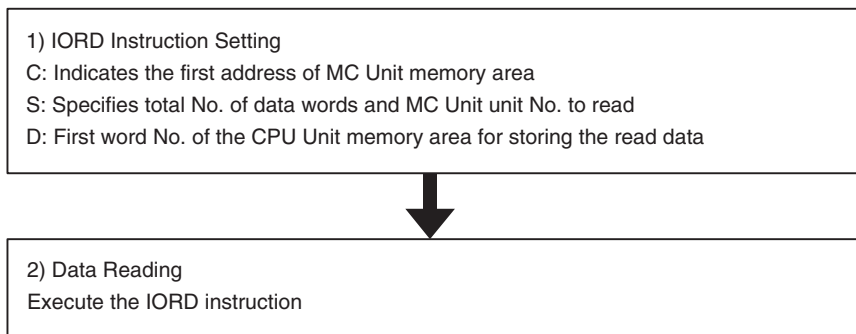 1) IORD Instruction Setting
C: Indicates the first address of MC Unit memory area
S: Specifies total No. of data words and MC Unit unit No. to read
D: First word No. of the CPU Unit memory area for storing the read data
2) Data Reading
Execute the IORD instruction